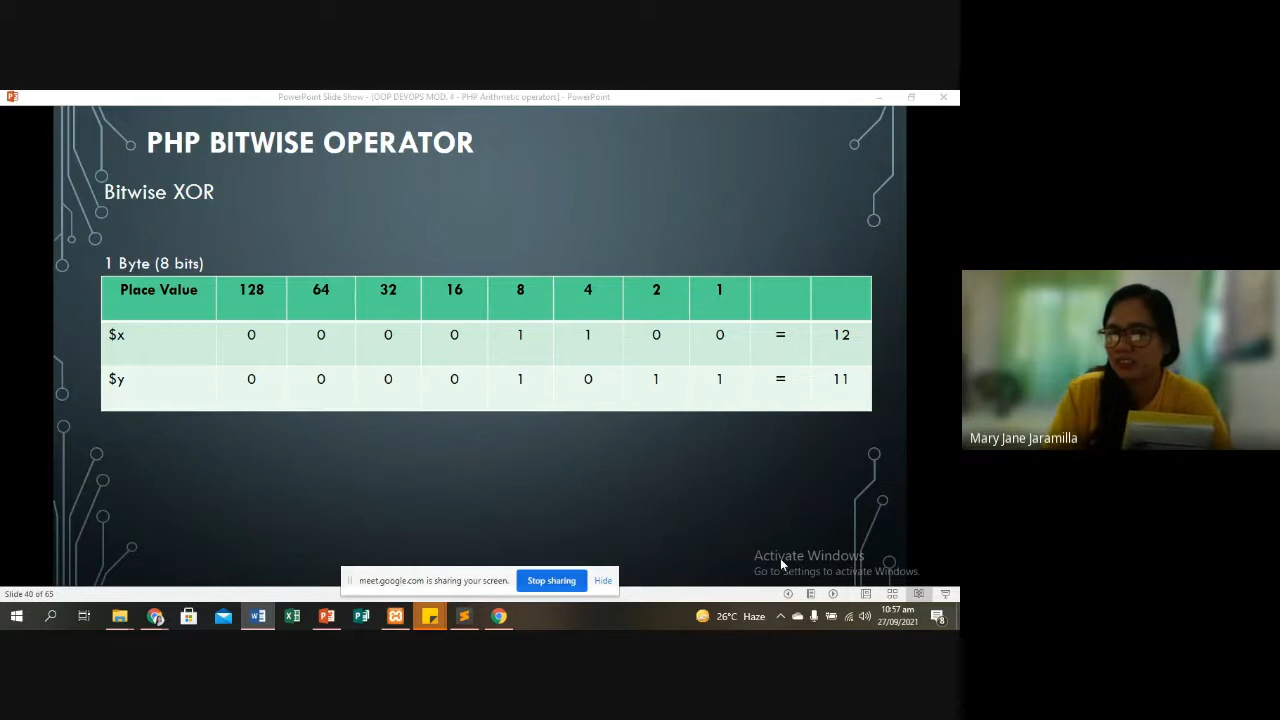 PowerPoint Slide Show - [OOP DEVOPS MOD. 4 - PHP Arithmetic operators] - PowerPoint
PHP BITWISE OPERATOR
Bitwise XOR
1 Byte (8 bits)
Place Value 128 64 32 16 8 4 2 1
$x 0 0 0 0 1 1 0 0 = 12
$y 0 0 0 0 1 0 1 1 = 11
Mary Jane Jaramilla
Activate Windows
Go to Settings to activate Windows.
meet.google.com is sharing your screen. Stop sharing Hide
Slide 40 of 65
26°C Haze
10:57 am
27/09/2021
8